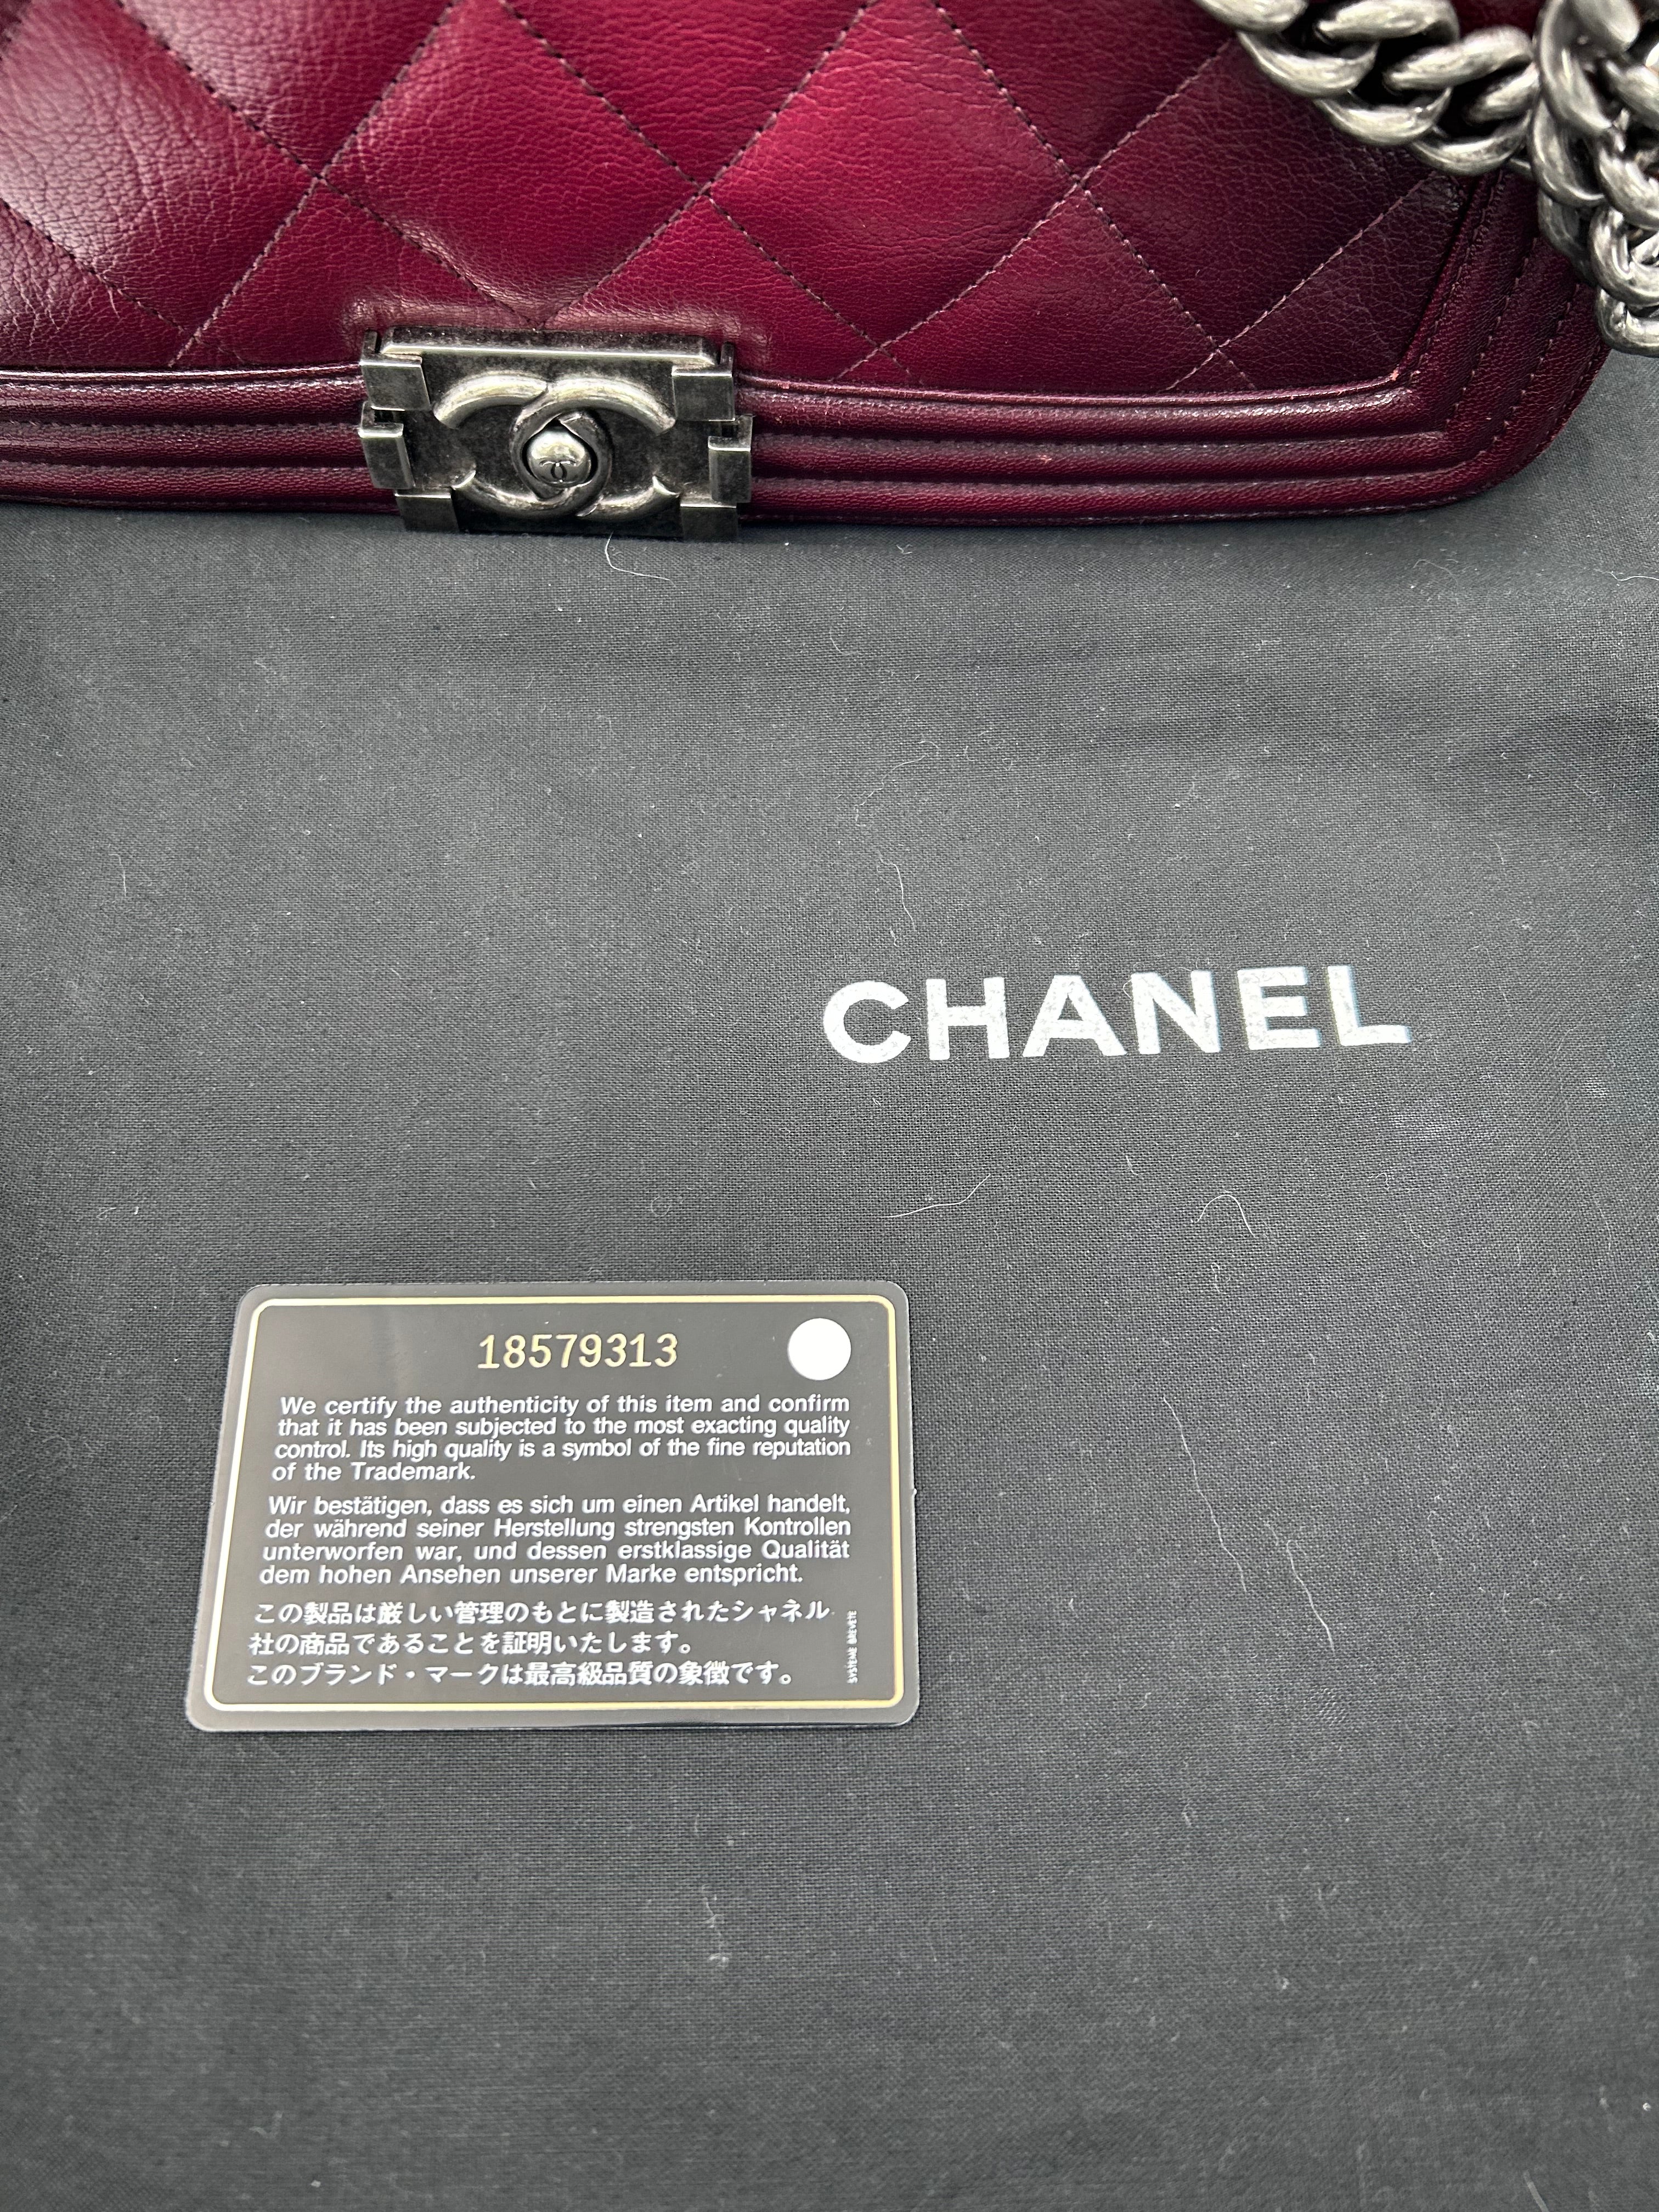 CHANEL
18579313
We certify the authenticity of this item and confirm
that it has been subjected to the most exacting quality
control. Its high quality is a symbol of the fine reputation
of the Trademark.
Wir bestätigen, dass es sich um einen Artikel handelt,
der während seiner Herstellung strengsten Kontrollen
unterworfen war, und dessen erstklassige Qualität
dem hohen Ansehen unserer Marke entspricht.
この製品は厳しい管理のもとに製造されたシャネル
社の商品であることを証明いたします。
このブランド・マークは最高級品質の象徴です。
SYSTEME BREVETE